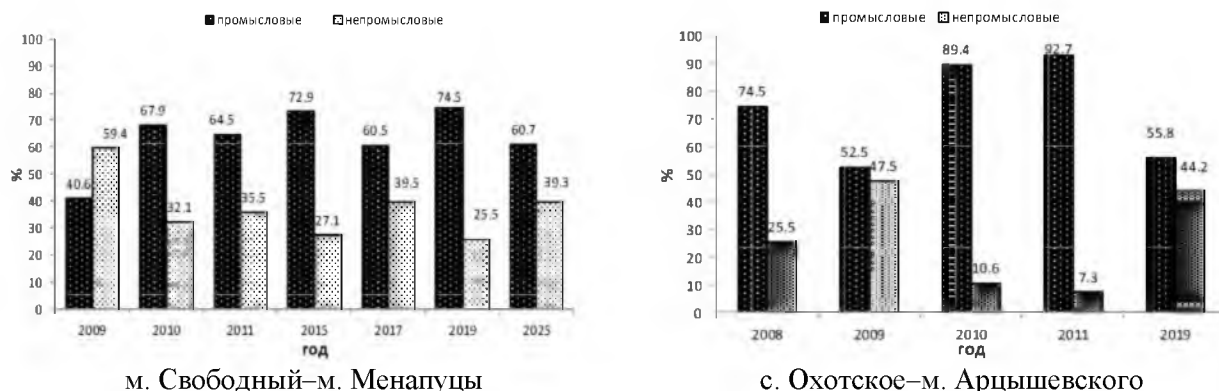 промысловые непромысловые
100
90
80
70
60
50
40
30
20
10
0
%
40.6 59.4 67.9 32.1 64.5 35.5 72.9 27.1 60.5 39.5 74.5 25.5 60.7 39.3
2009 2010 2011 2015 2017 2019 2025
год
м. Свободный–м. Менапуцы
промысловые непромысловые
100
90
80
70
60
50
40
30
20
10
0
%
74.5 25.5 52.5 47.5 89.4 10.6 92.7 7.3 55.8 44.2
2008 2009 2010 2011 2019
год
с. Охотское–м. Арцышевского